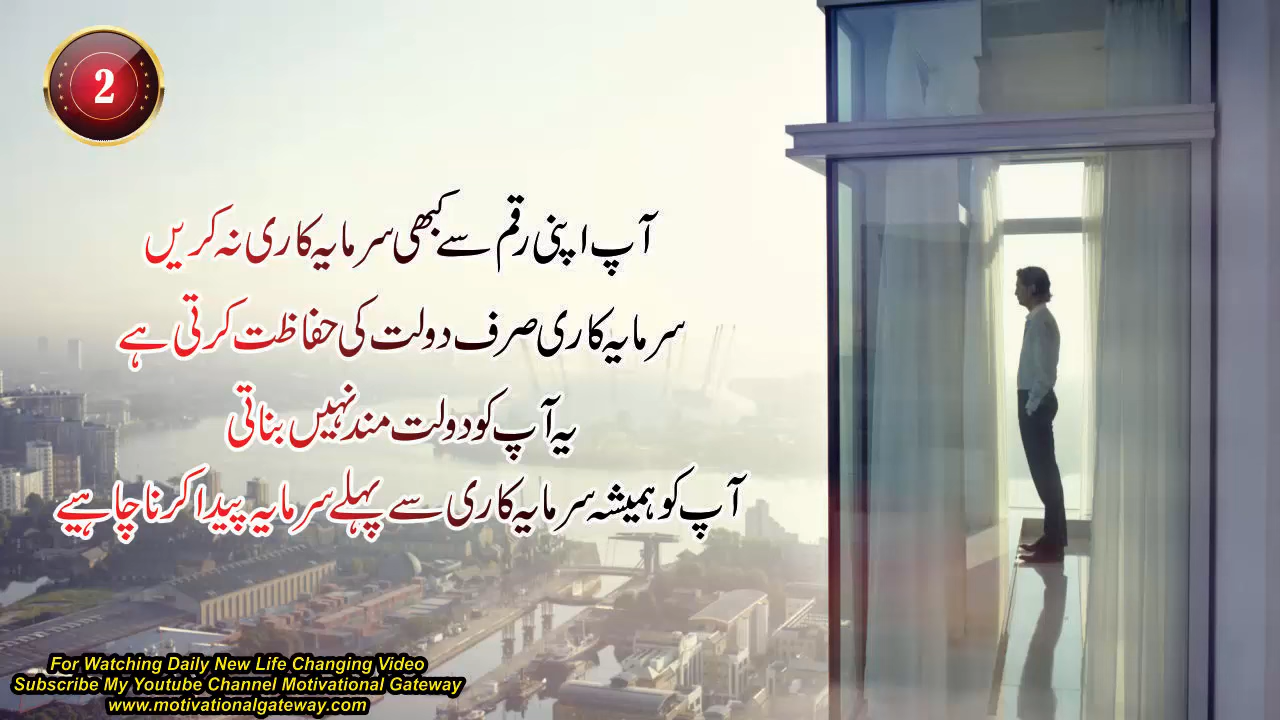 2
آپ اپنی رقم سے کبھی سرمایہ کاری نہ کریں
سرمایہ کاری صرف دولت کی حفاظت کرتی ہے
یہ آپ کو دولت مند نہیں بناتی
آپ کو ہمیشہ سرمایہ کاری سے پہلے سرمایہ پیدا کرنا چاہیے
For Watching Daily New Life Changing Video
Subscribe My Youtube Channel Motivational Gateway
www.motivationalgateway.com